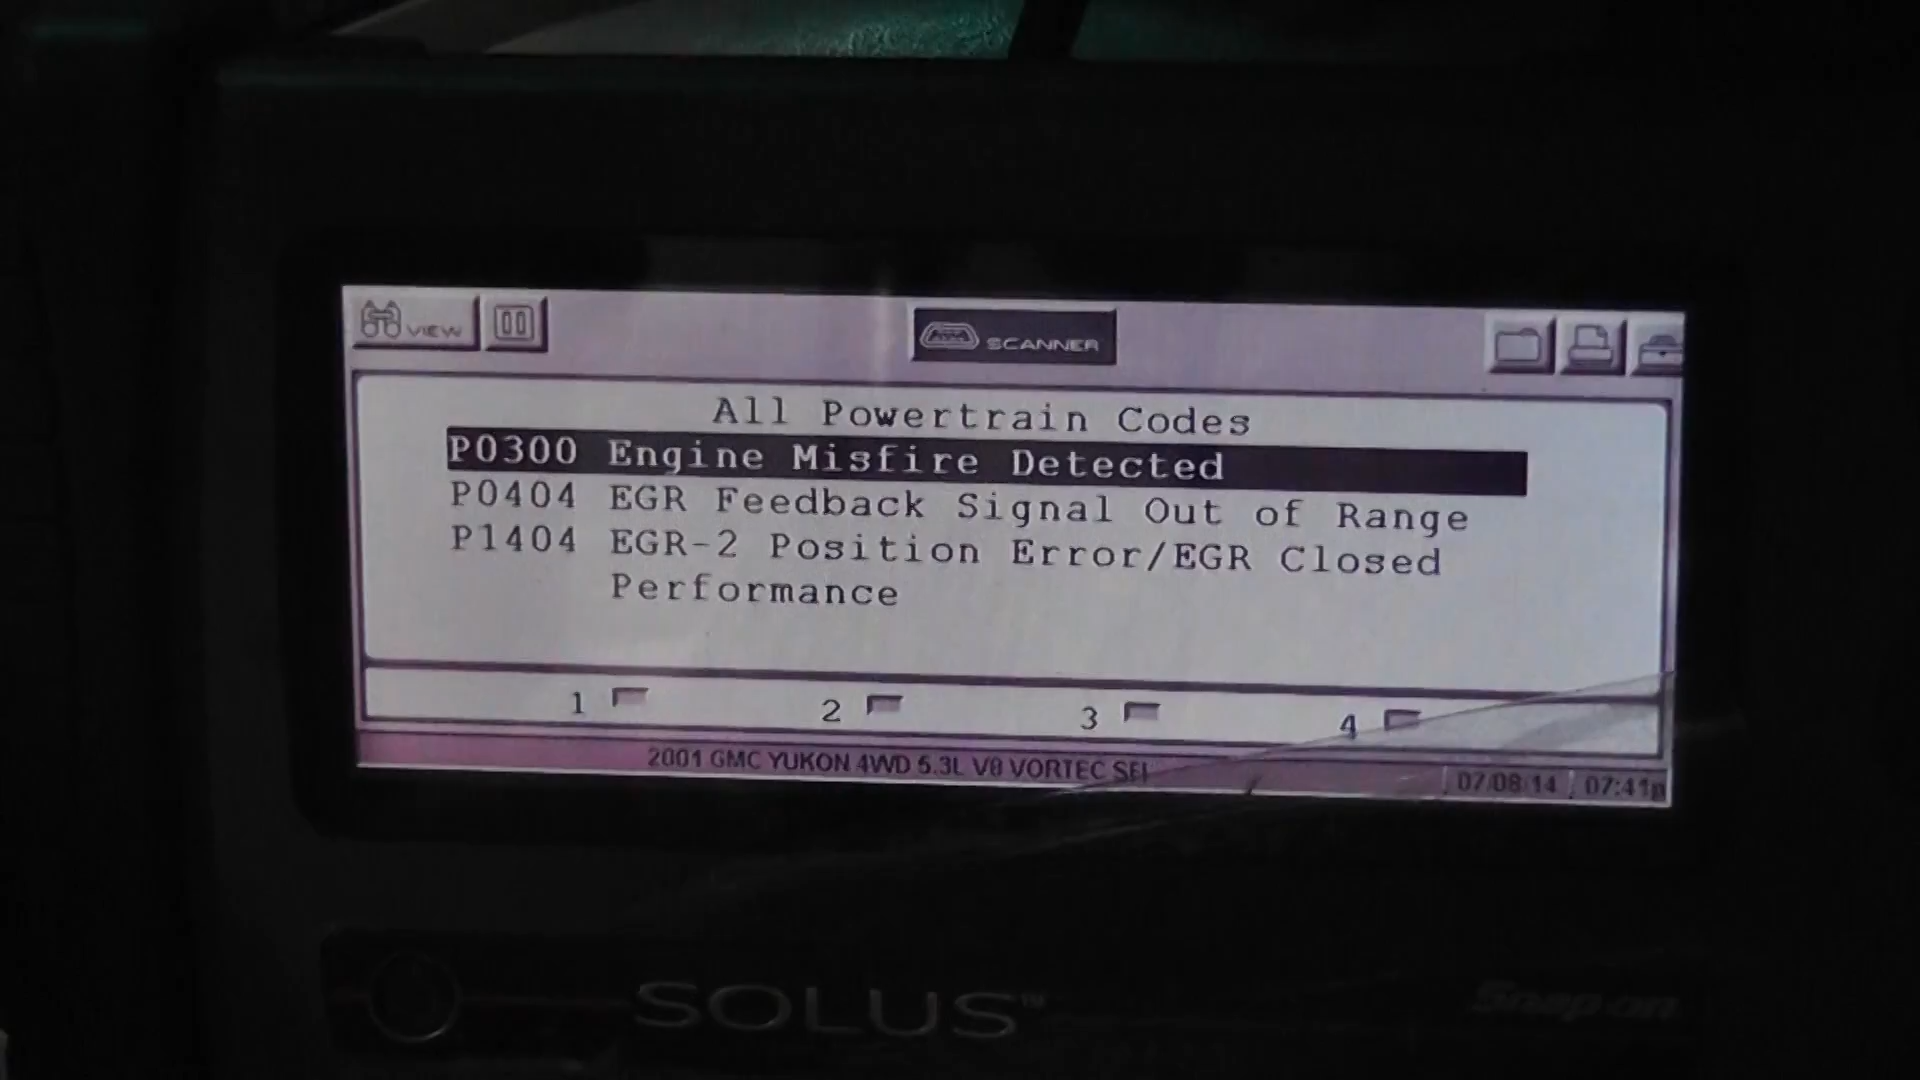 VIEW
SCANNER
All Powertrain Codes
P0300 Engine Misfire Detected
P0404 EGR Feedback Signal Out of Range
P1404 EGR-2 Position Error/EGR Closed
Performance
1 2 3 4
2001 GMC YUKON 4WD 5.3L V8 VORTEC SFI
07/08/14 07:41p
SOLUS™
Snap-on